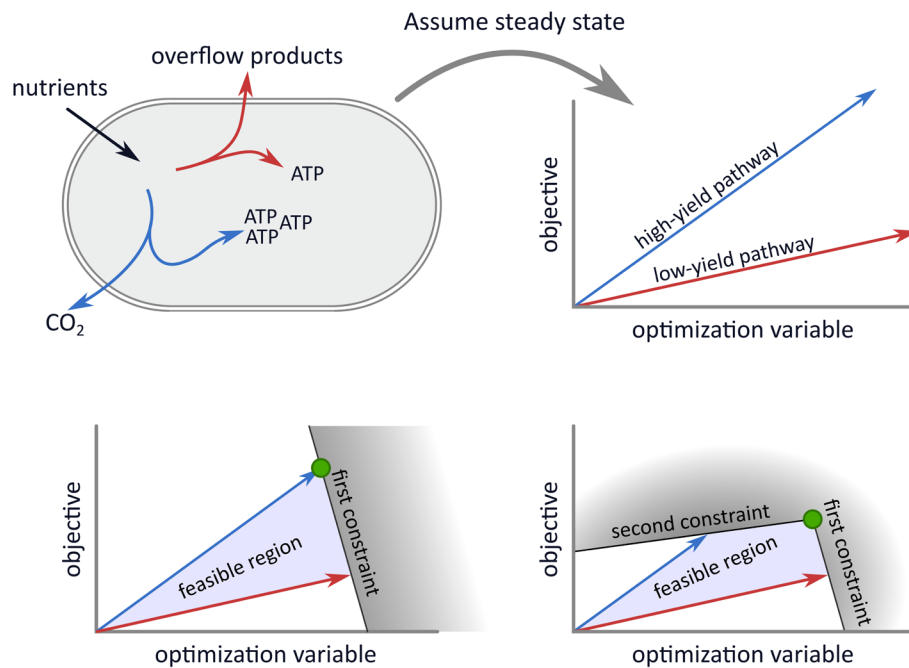 Assume steady state
overflow products
nutrients
ATP
ATP ATP
ATP
CO₂
objective
high-yield pathway
low-yield pathway
optimization variable
objective
feasible region
first constraint
optimization variable
objective
second constraint
feasible region
first constraint
optimization variable